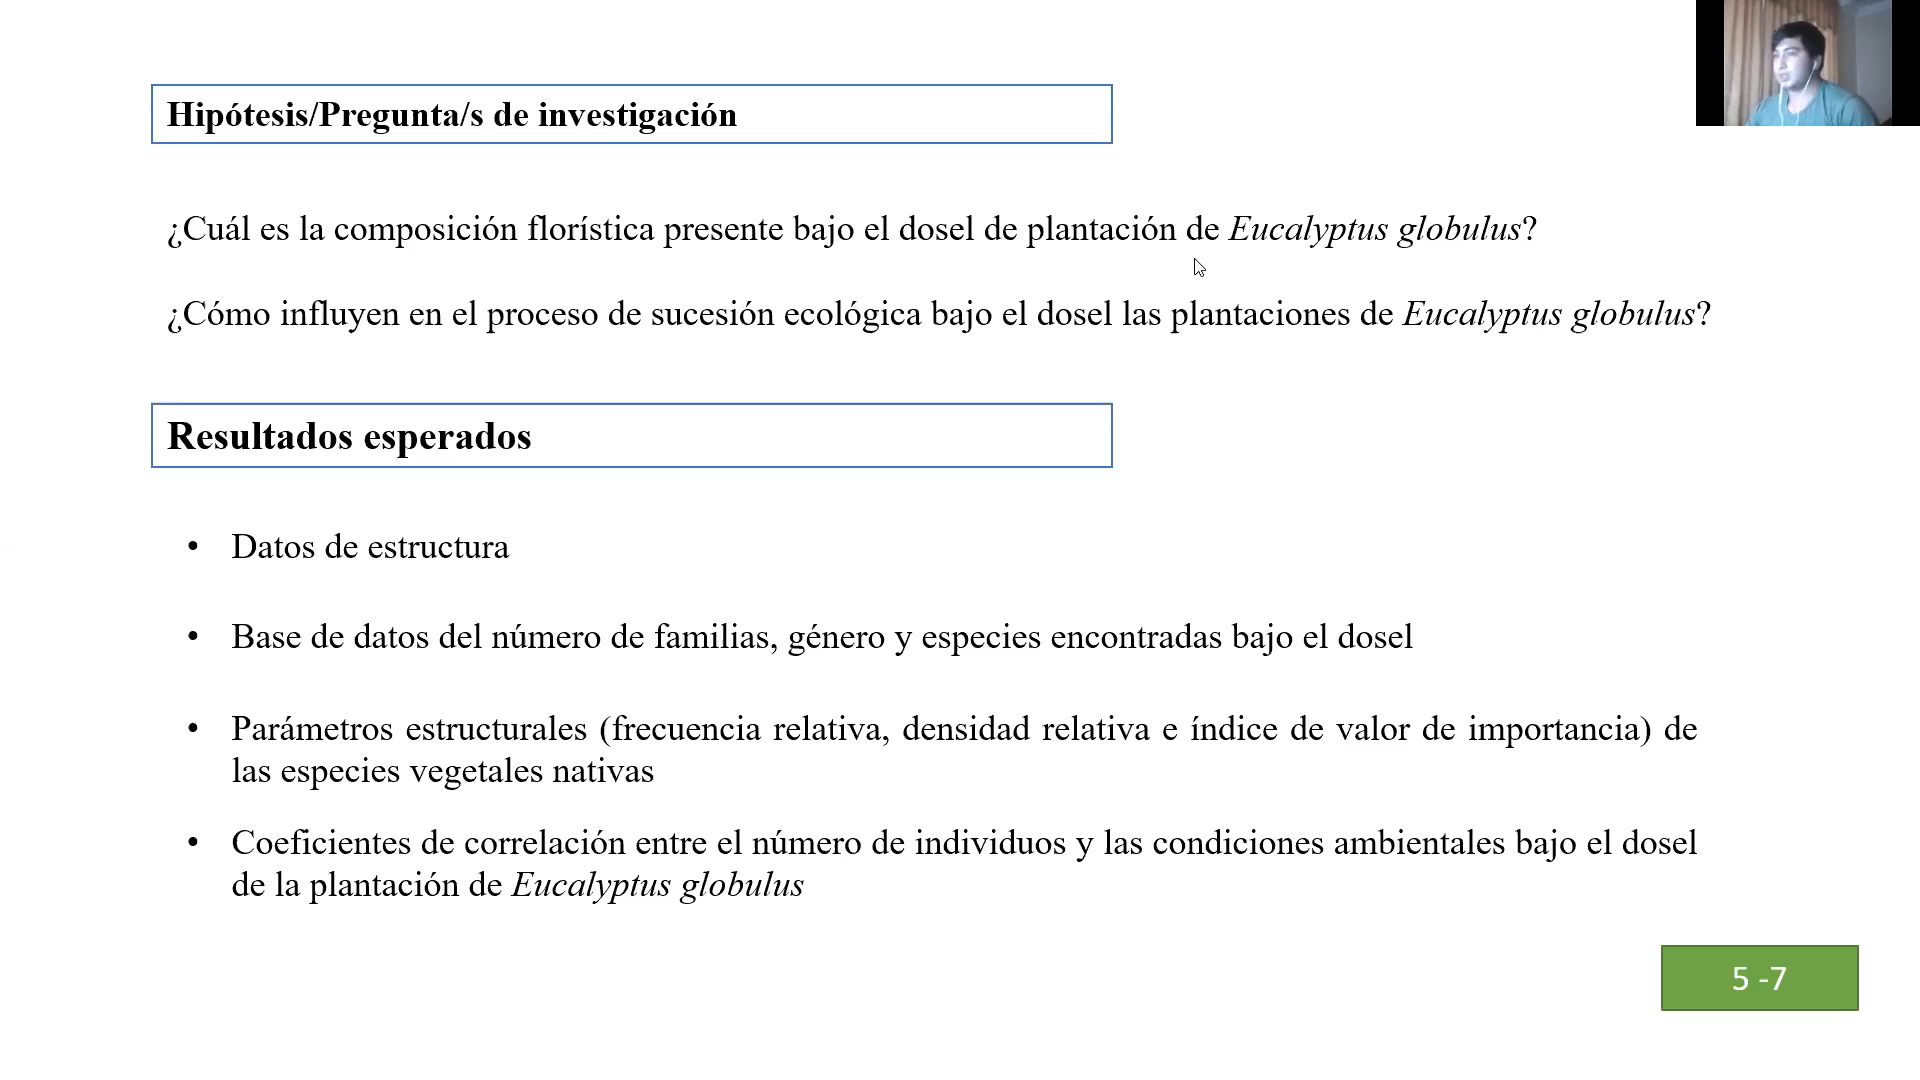 Hipótesis/Pregunta/s de investigación
¿Cuál es la composición florística presente bajo el dosel de plantación de Eucalyptus globulus?
¿Cómo influyen en el proceso de sucesión ecológica bajo el dosel las plantaciones de Eucalyptus globulus?
Resultados esperados
• Datos de estructura
• Base de datos del número de familias, género y especies encontradas bajo el dosel
• Parámetros estructurales (frecuencia relativa, densidad relativa e índice de valor de importancia) de
las especies vegetales nativas
• Coeficientes de correlación entre el número de individuos y las condiciones ambientales bajo el dosel
de la plantación de Eucalyptus globulus
5 -7